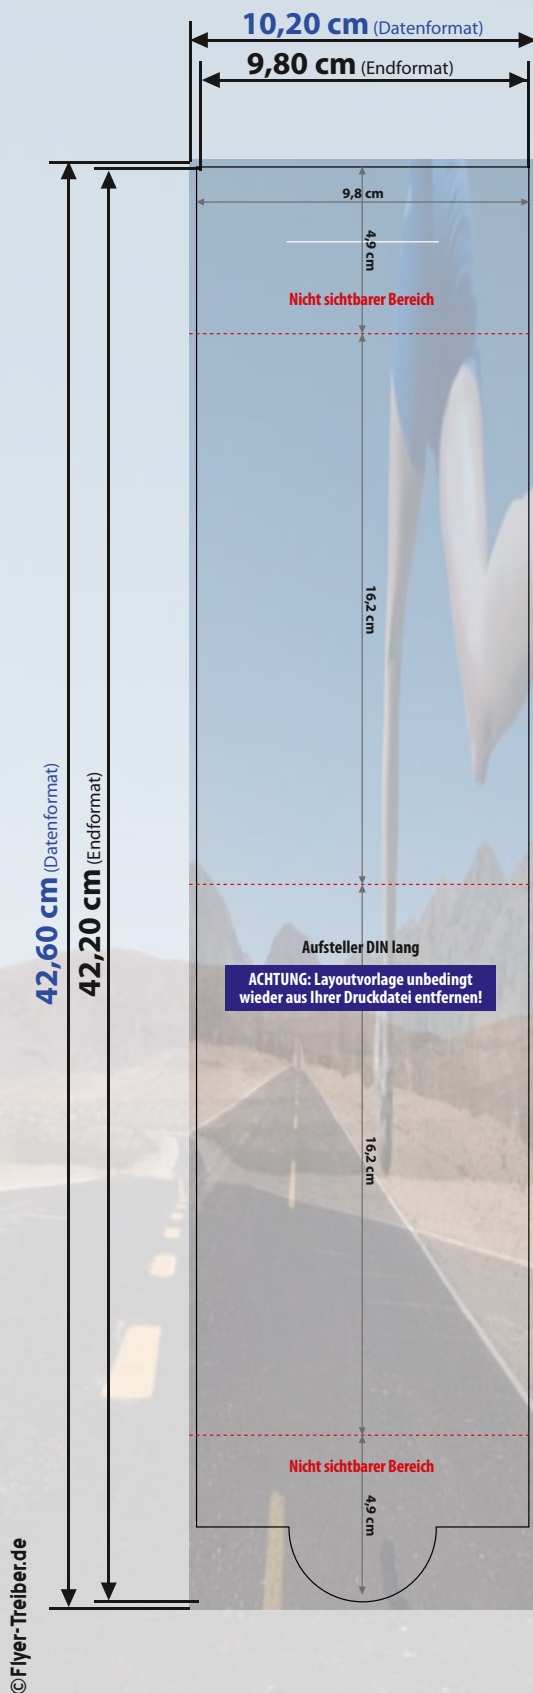 10,20 cm (Datenformat)
9,80 cm (Endformat)
9,8 cm
4,9 cm
Nicht sichtbarer Bereich
16,2 cm
42,60 cm (Datenformat)
42,20 cm (Endformat)
Aufsteller DIN lang
ACHTUNG: Layoutvorlage unbedingt
wieder aus Ihrer Druckdatei entfernen!
16,2 cm
Nicht sichtbarer Bereich
4,9 cm
©Flyer-Treiber.de